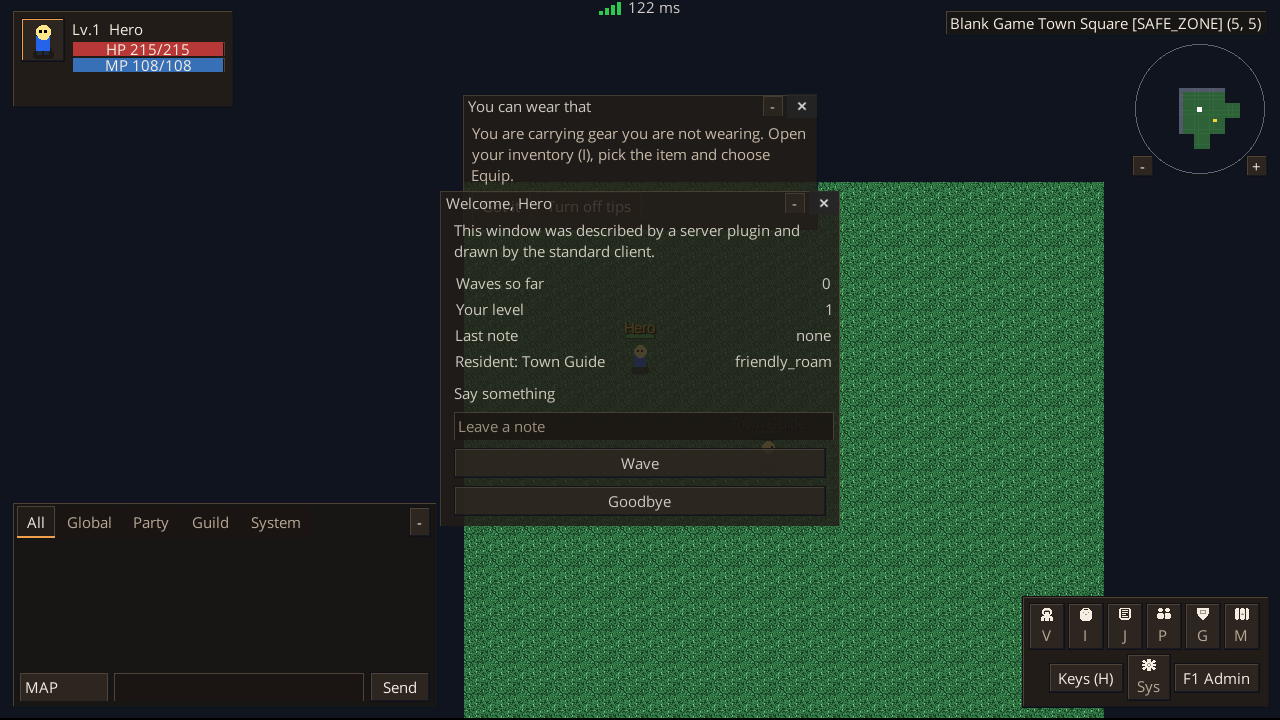 122 ms
Lv.1 Hero
HP 215/215
MP 108/108
Blank Game Town Square [SAFE_ZONE] (5, 5)
- +
You can wear that - ×
You are carrying gear you are not wearing. Open
your inventory (I), pick the item and choose
Equip.
Turn off tips
Welcome, Hero - ×
This window was described by a server plugin and
drawn by the standard client.
Waves so far 0
Your level 1
Last note none
Resident: Town Guide friendly_roam
Hero
Say something
Leave a note
Wave
Goodbye
All Global Party Guild System -
MAP Send
V I J P G M
Keys (H) Sys F1 Admin